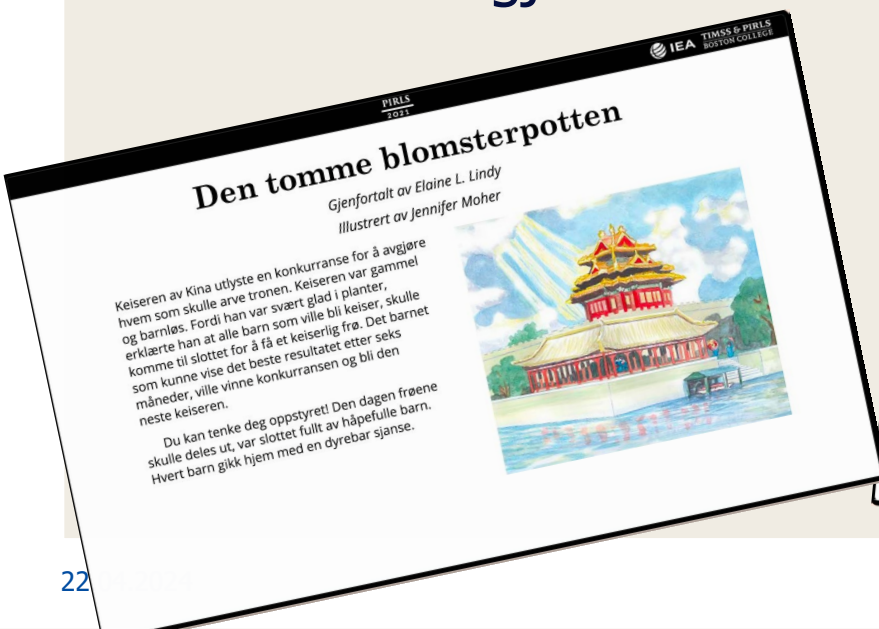 IEA
TIMSS & PIRLS
BOSTON COLLEGE
PIRLS
2021
Den tomme blomsterpotten
Gjenfortalt av Elaine L. Lindy
Illustrert av Jennifer Moher
Keiseren av Kina utlyste en konkurranse for å avgjøre
hvem som skulle arve tronen. Keiseren var gammel
og barnløs. Fordi han var svært glad i planter,
erklærte han at alle barn som ville bli keiser, skulle
komme til slottet for å få et keiserlig frø. Det barnet
som kunne vise det beste resultatet etter seks
måneder, ville vinne konkurransen og bli den
neste keiseren.
Du kan tenke deg oppstyret! Den dagen frøene
skulle deles ut, var slottet fullt av håpefulle barn.
Hvert barn gikk hjem med en dyrebar sjanse.
22.04.2024